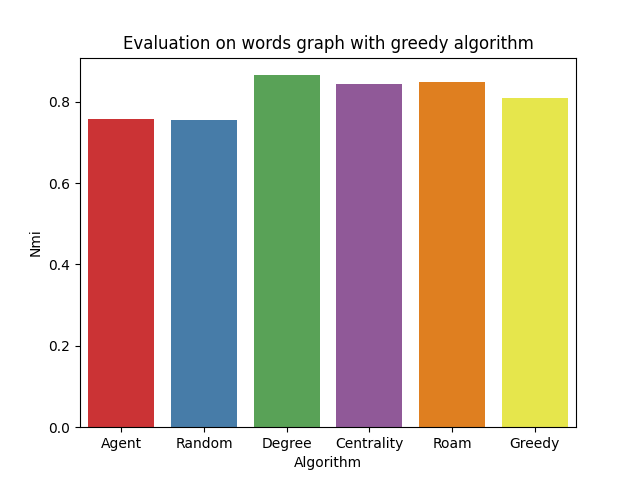 Evaluation on words graph with greedy algorithm
Nmi
0.8
0.6
0.4
0.2
0.0
Agent Random Degree Centrality Roam Greedy
Algorithm